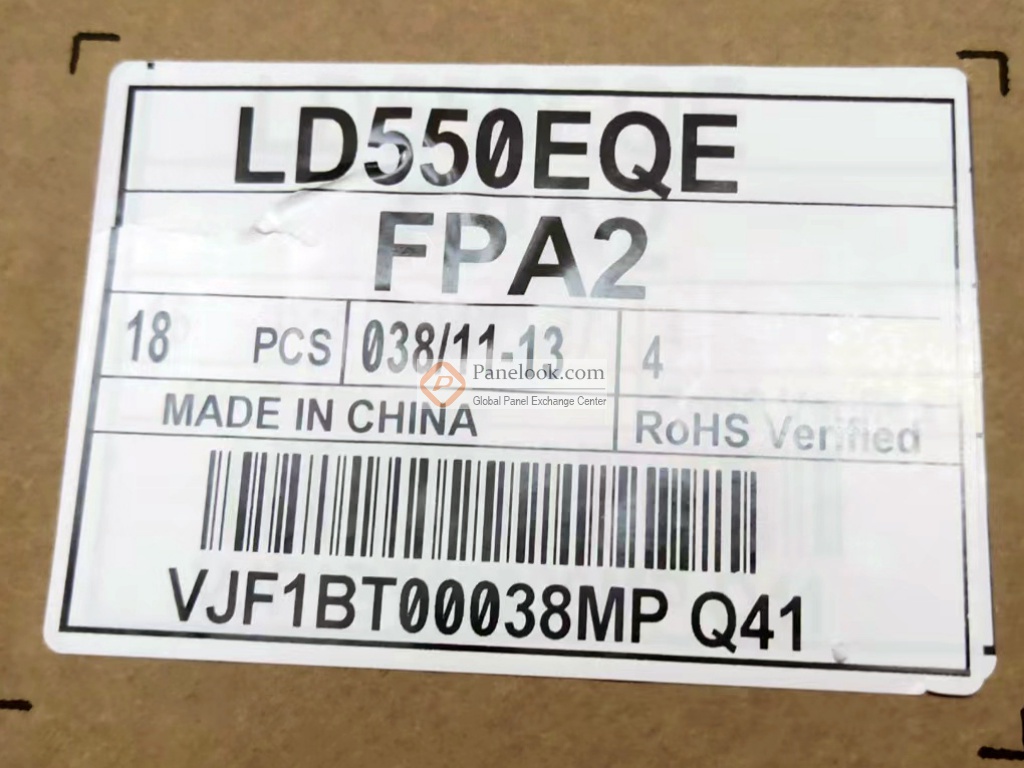 LD550EQE
FPA2
18 PCS 038/11-13 4
Panelook.com
Global Panel Exchange Center
MADE IN CHINA RoHS Verified
VJF1BT00038MP Q41